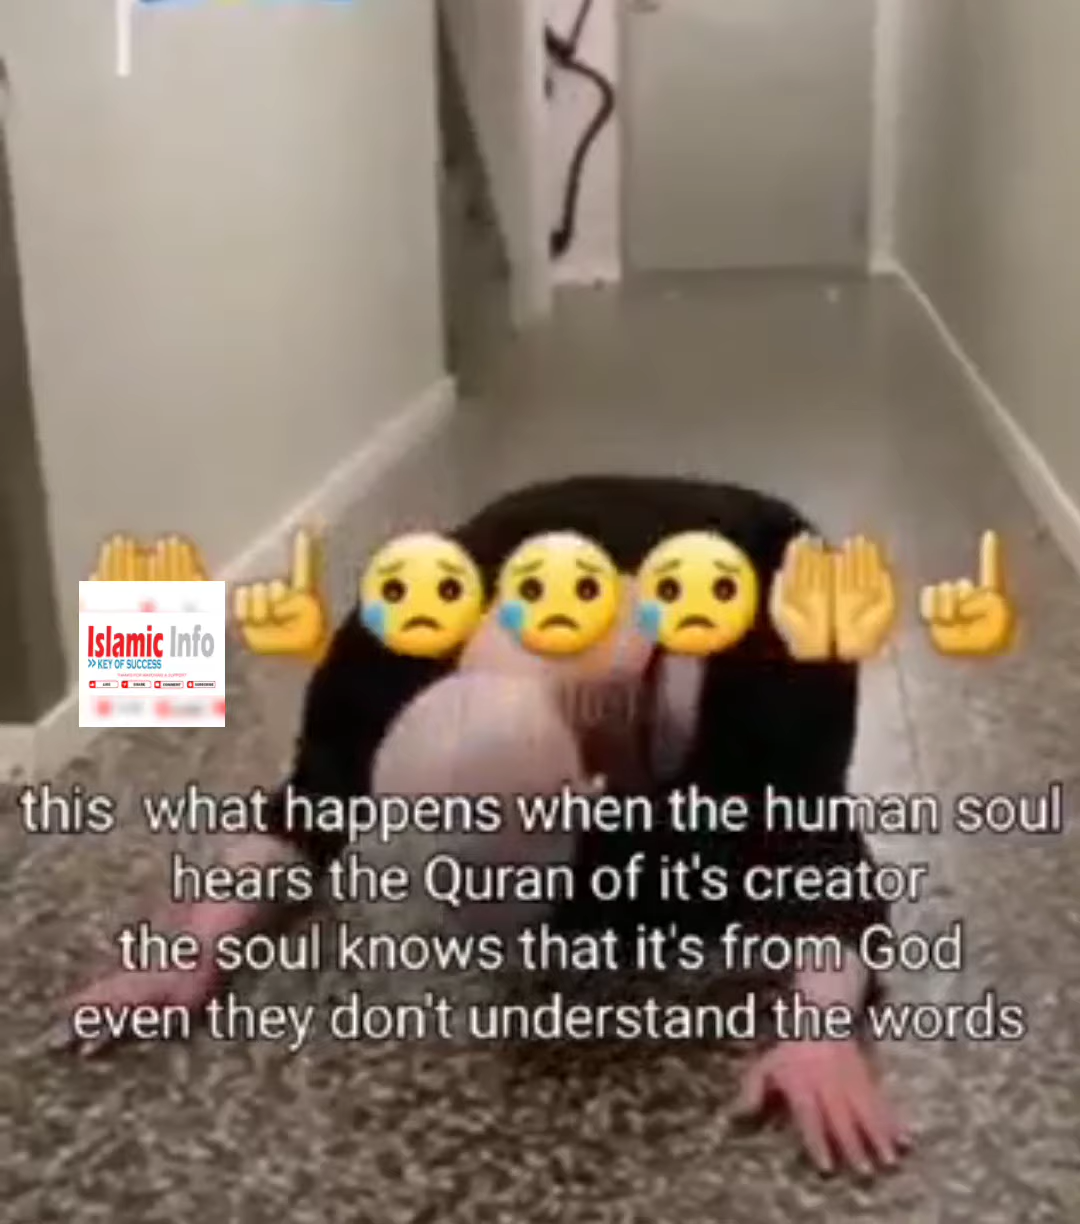 Islamic Info
» KEY OF SUCCESS
this what happens when the human soul
hears the Quran of it's creator
the soul knows that it's from God
even they don't understand the words